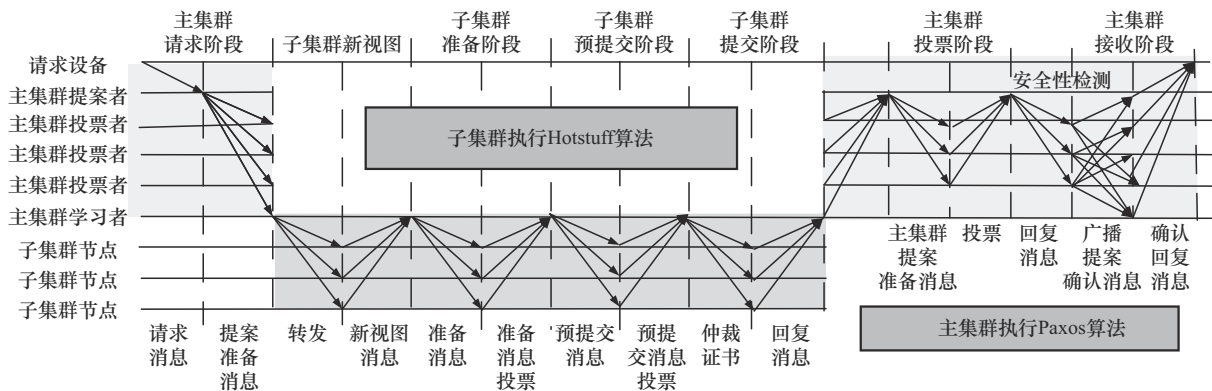 主集群
请求阶段
子集群新视图
子集群
准备阶段
子集群
预提交阶段
子集群
提交阶段
主集群
投票阶段
主集群
接收阶段
请求设备
主集群提案者
主集群投票者
主集群投票者
主集群投票者
主集群学习者
子集群节点
子集群节点
子集群节点
安全性检测
子集群执行Hotstuff算法
主集群
提案
准备消息
投票
回复
消息
广播
提案
确认消息
确认
回复
消息
主集群执行Paxos算法
请求
消息
提案
准备
消息
转发
新视图
消息
准备
消息
准备
消息
投票
预提交
消息
预提
交消息
投票
仲裁
证书
回复
消息